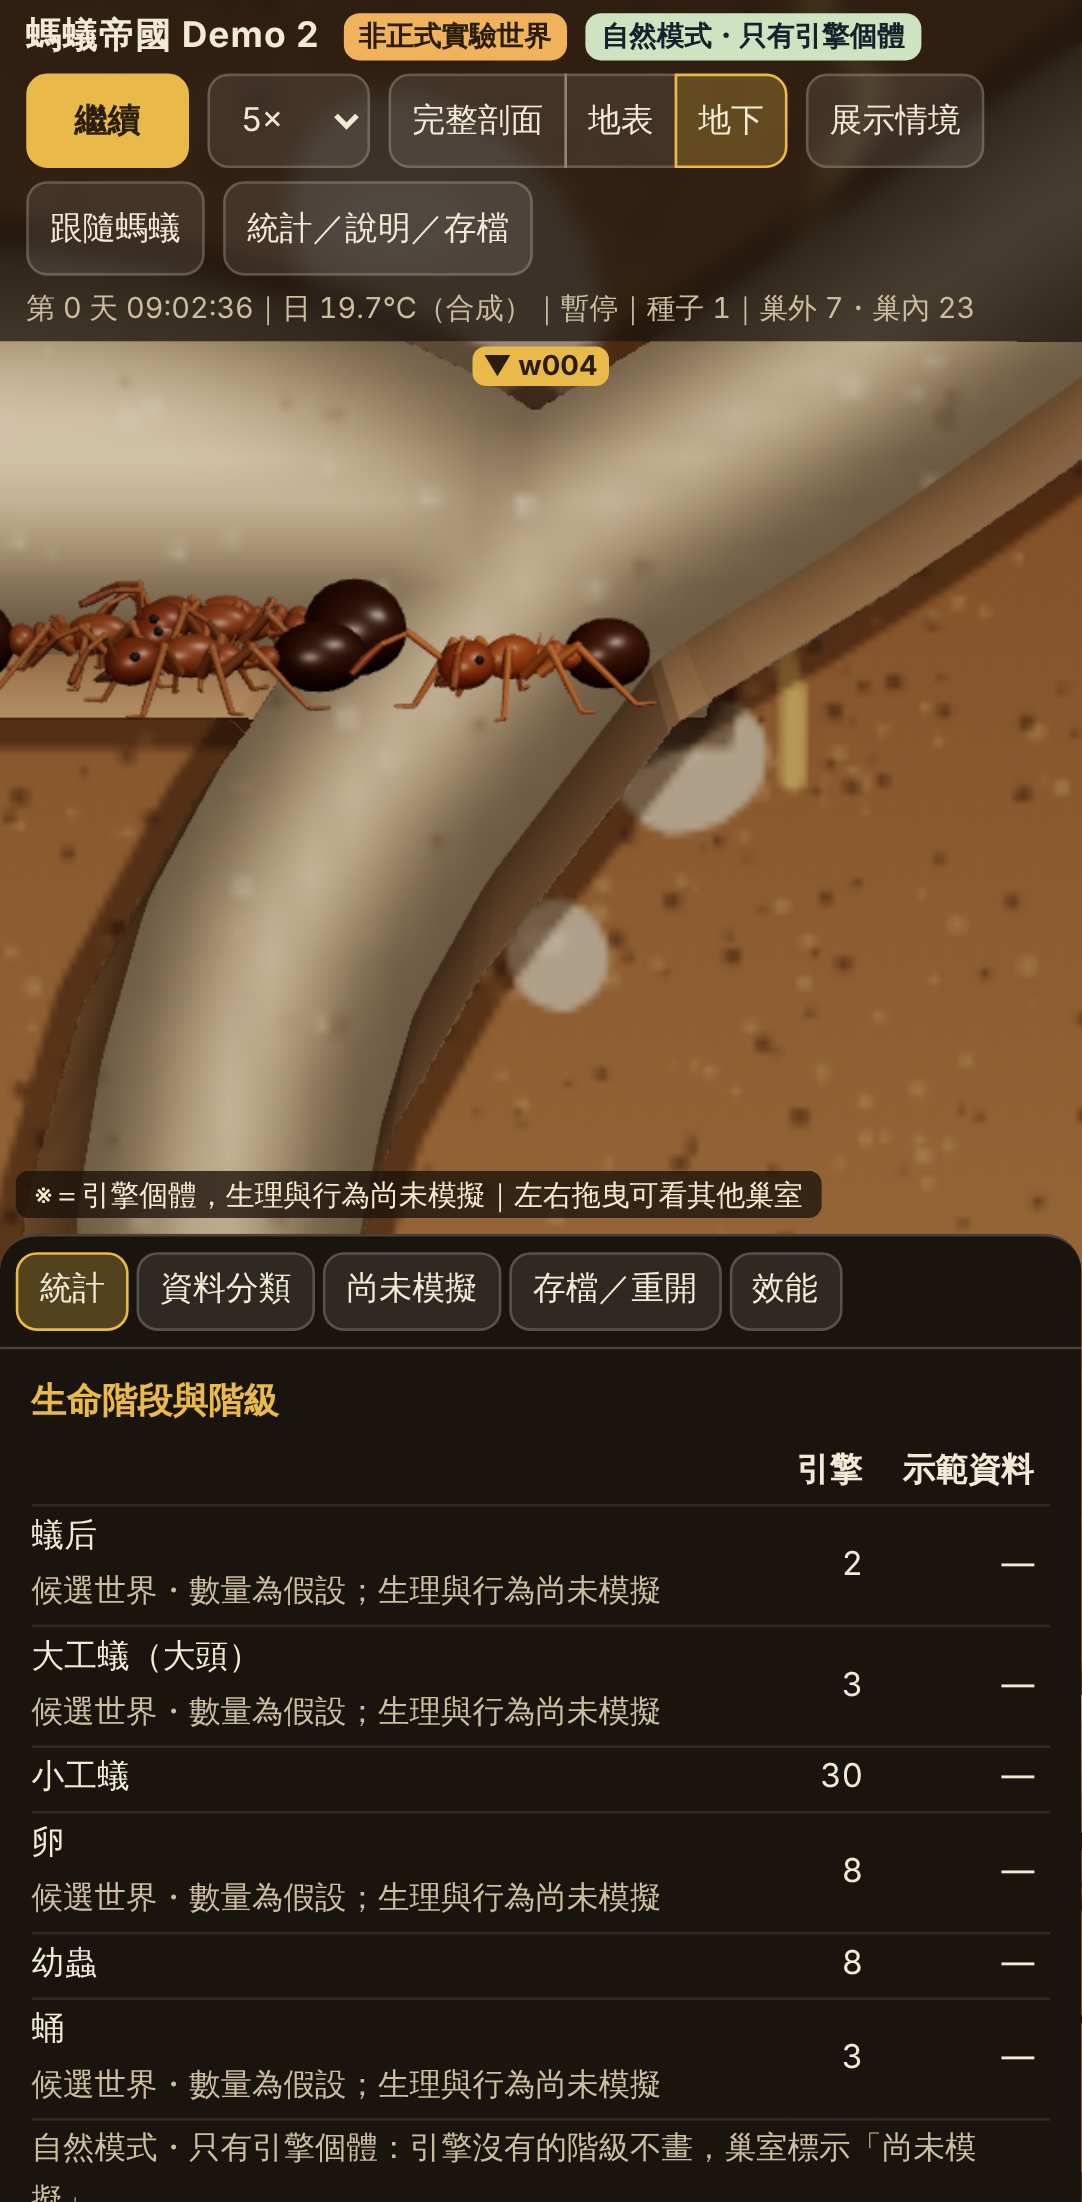 螞蟻帝國 Demo 2 非正式實驗世界 自然模式・只有引擎個體
繼續 5× 完整剖面 地表 地下 展示情境
跟隨螞蟻 統計／說明／存檔
第 0 天 09:02:36｜日 19.7°C（合成）｜暫停｜種子 1｜巢外 7・巢內 23
▼ w004
※＝引擎個體，生理與行為尚未模擬｜左右拖曳可看其他巢室
統計 資料分類 尚未模擬 存檔／重開 效能
生命階段與階級
引擎 示範資料
蟻后
候選世界・數量為假設；生理與行為尚未模擬 2 —
大工蟻（大頭）
候選世界・數量為假設；生理與行為尚未模擬 3 —
小工蟻 30 —
卵
候選世界・數量為假設；生理與行為尚未模擬 8 —
幼蟲 8 —
蛹
候選世界・數量為假設；生理與行為尚未模擬 3 —
自然模式・只有引擎個體：引擎沒有的階級不畫，巢室標示「尚未模
擬」